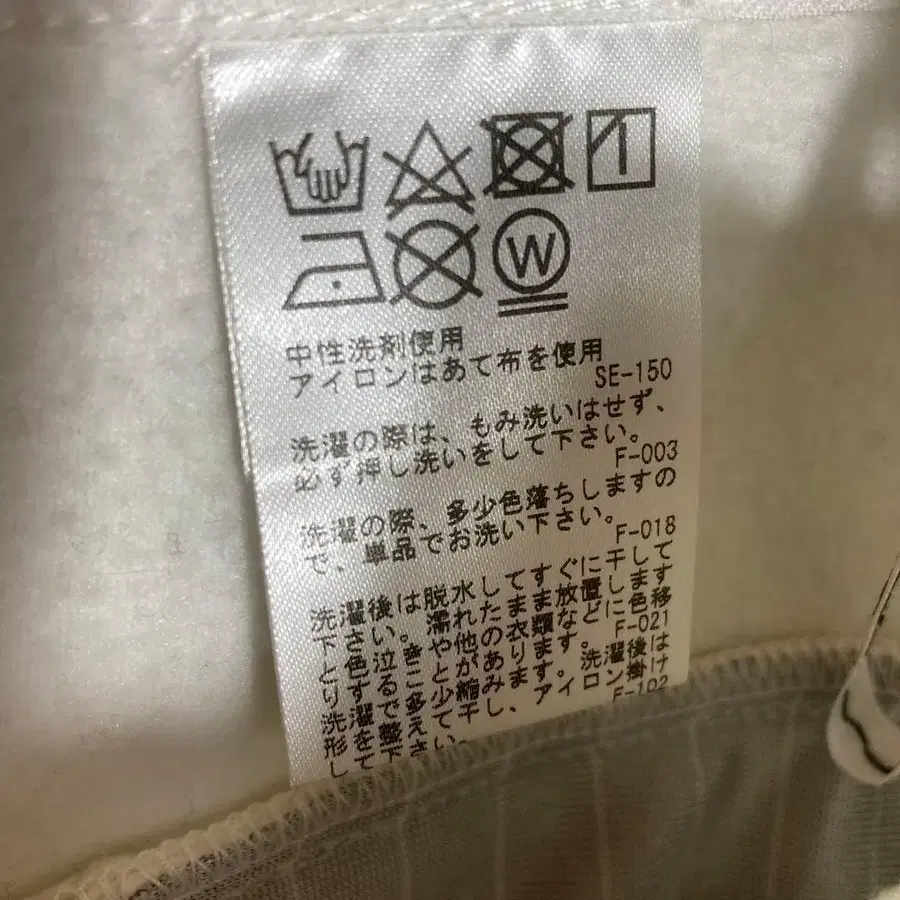 W
中性洗剤使用
アイロンはあて布を使用
SE-150
洗濯の際は、もみ洗いはせず、
必ず押し洗いをして下さい。
F-003
洗濯の際、多少色落ちしますの
で、単品でお洗い下さい。
F-018
洗濯後は脱水してすぐに干して
下さい。濡れたまま放置します
と色泣きや他の衣類などに色移
りすることがあります。
F-021
洗濯で多少縮みます。洗濯後は
形を整えて干し、アイロン掛け
して下さい。
F-102